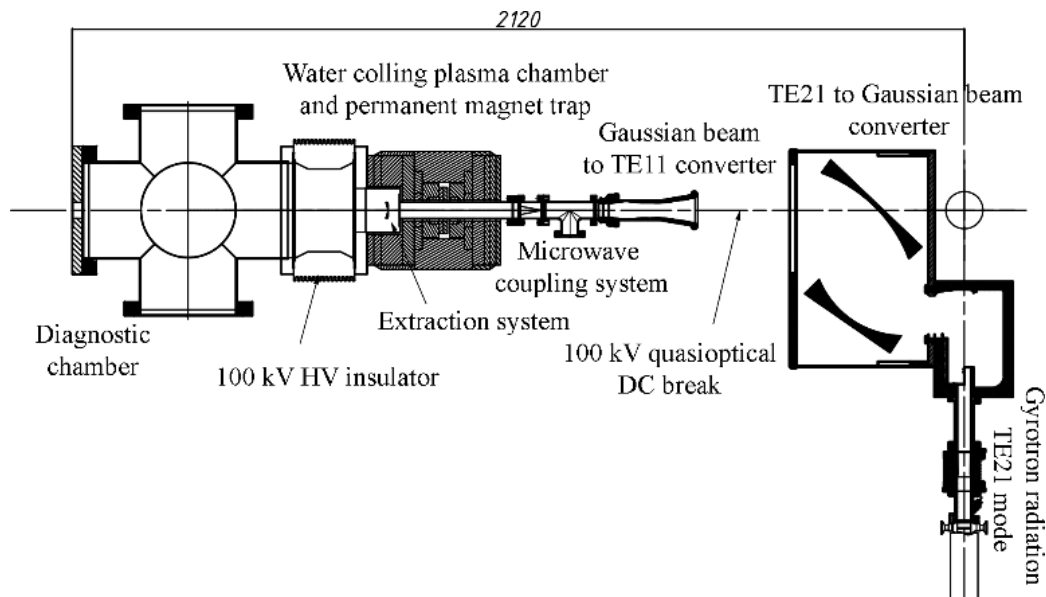 2120
Water colling plasma chamber
and permanent magnet trap
TE21 to Gaussian beam
converter
Gaussian beam
to TE11 converter
Microwave
coupling system
Extraction system
Diagnostic
chamber
100 kV HV insulator
100 kV quasioptical
DC break
Gyrotron radiation
TE21 mode